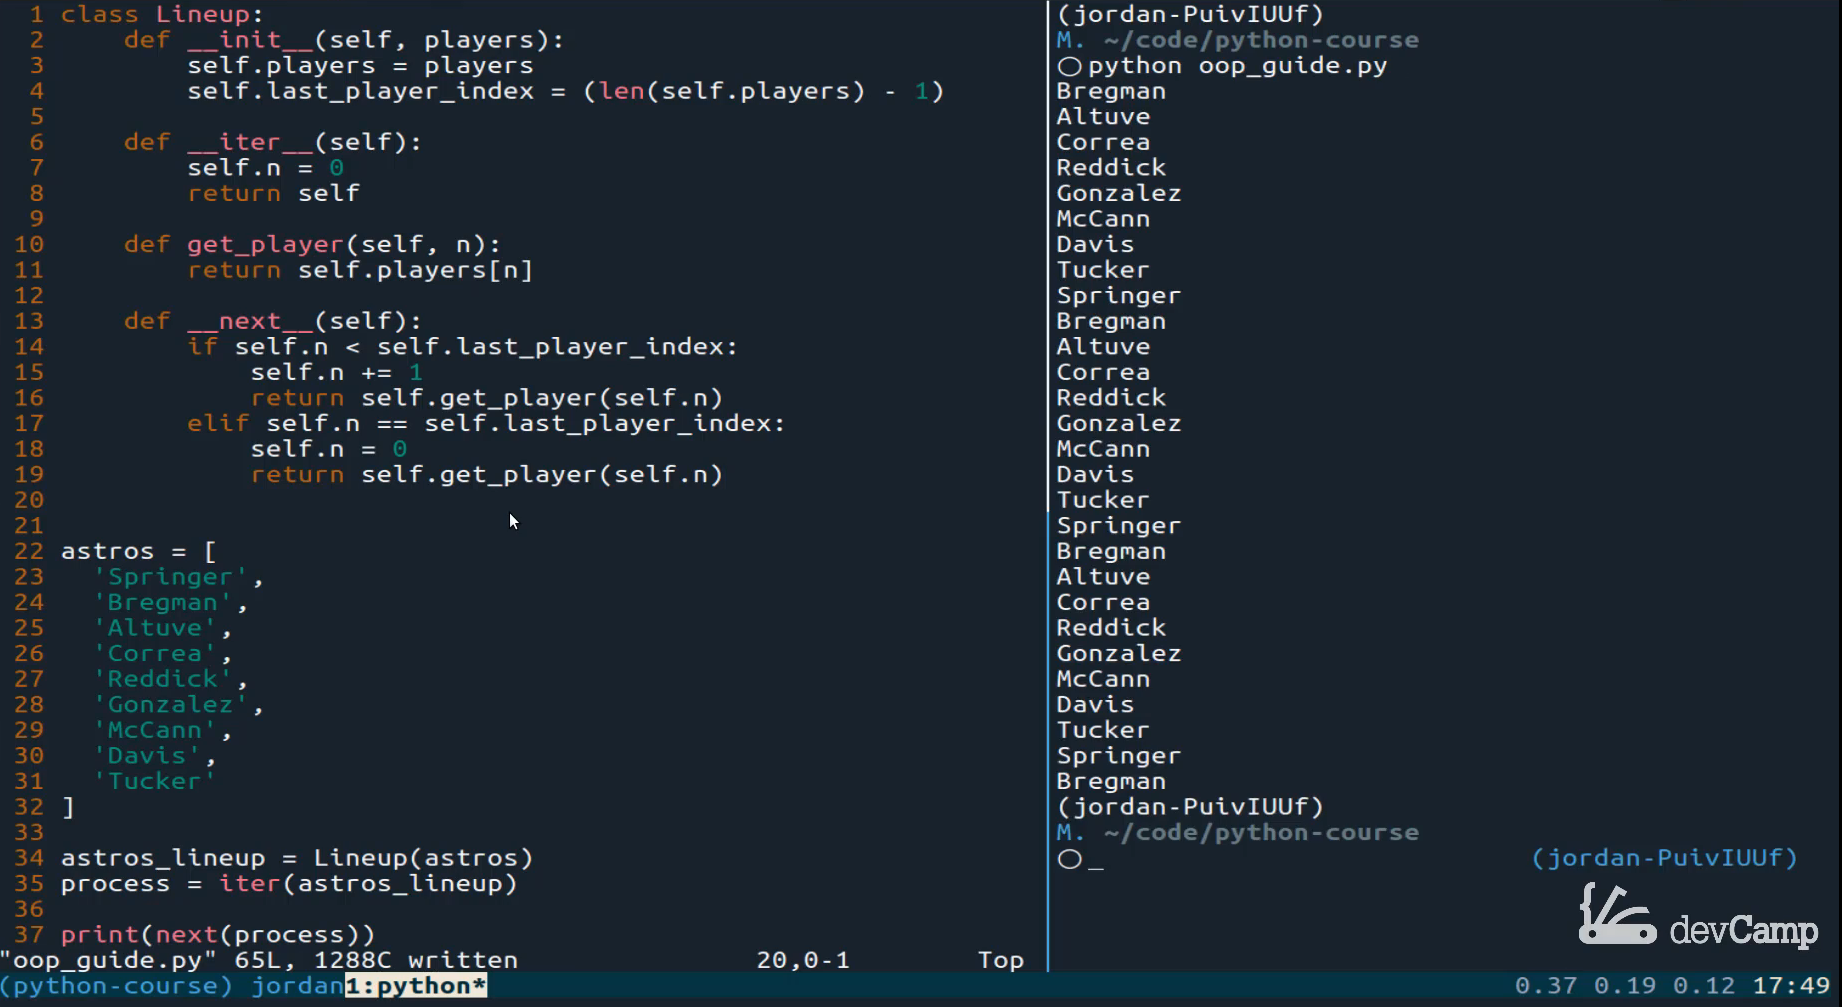 1 class Lineup:
2     def __init__(self, players):
3         self.players = players
4         self.last_player_index = (len(self.players) - 1)
5
6     def __iter__(self):
7         self.n = 0
8         return self
9
10     def get_player(self, n):
11         return self.players[n]
12
13     def __next__(self):
14         if self.n < self.last_player_index:
15             self.n += 1
16             return self.get_player(self.n)
17         elif self.n == self.last_player_index:
18             self.n = 0
19             return self.get_player(self.n)
20
21
22 astros = [
23   'Springer',
24   'Bregman',
25   'Altuve',
26   'Correa',
27   'Reddick',
28   'Gonzalez',
29   'McCann',
30   'Davis',
31   'Tucker'
32 ]
33
34 astros_lineup = Lineup(astros)
35 process = iter(astros_lineup)
36
37 print(next(process))
"oop_guide.py" 65L, 1288C written 20,0-1 Top
(jordan-PuivIUUf)
M. ~/code/python-course
○python oop_guide.py
Bregman
Altuve
Correa
Reddick
Gonzalez
McCann
Davis
Tucker
Springer
Bregman
Altuve
Correa
Reddick
Gonzalez
McCann
Davis
Tucker
Springer
Bregman
Altuve
Correa
Reddick
Gonzalez
McCann
Davis
Tucker
Springer
Bregman
(jordan-PuivIUUf)
M. ~/code/python-course
○_ (jordan-PuivIUUf)
devCamp
(python-course) jordan1:python* 0.37 0.19 0.12 17:49